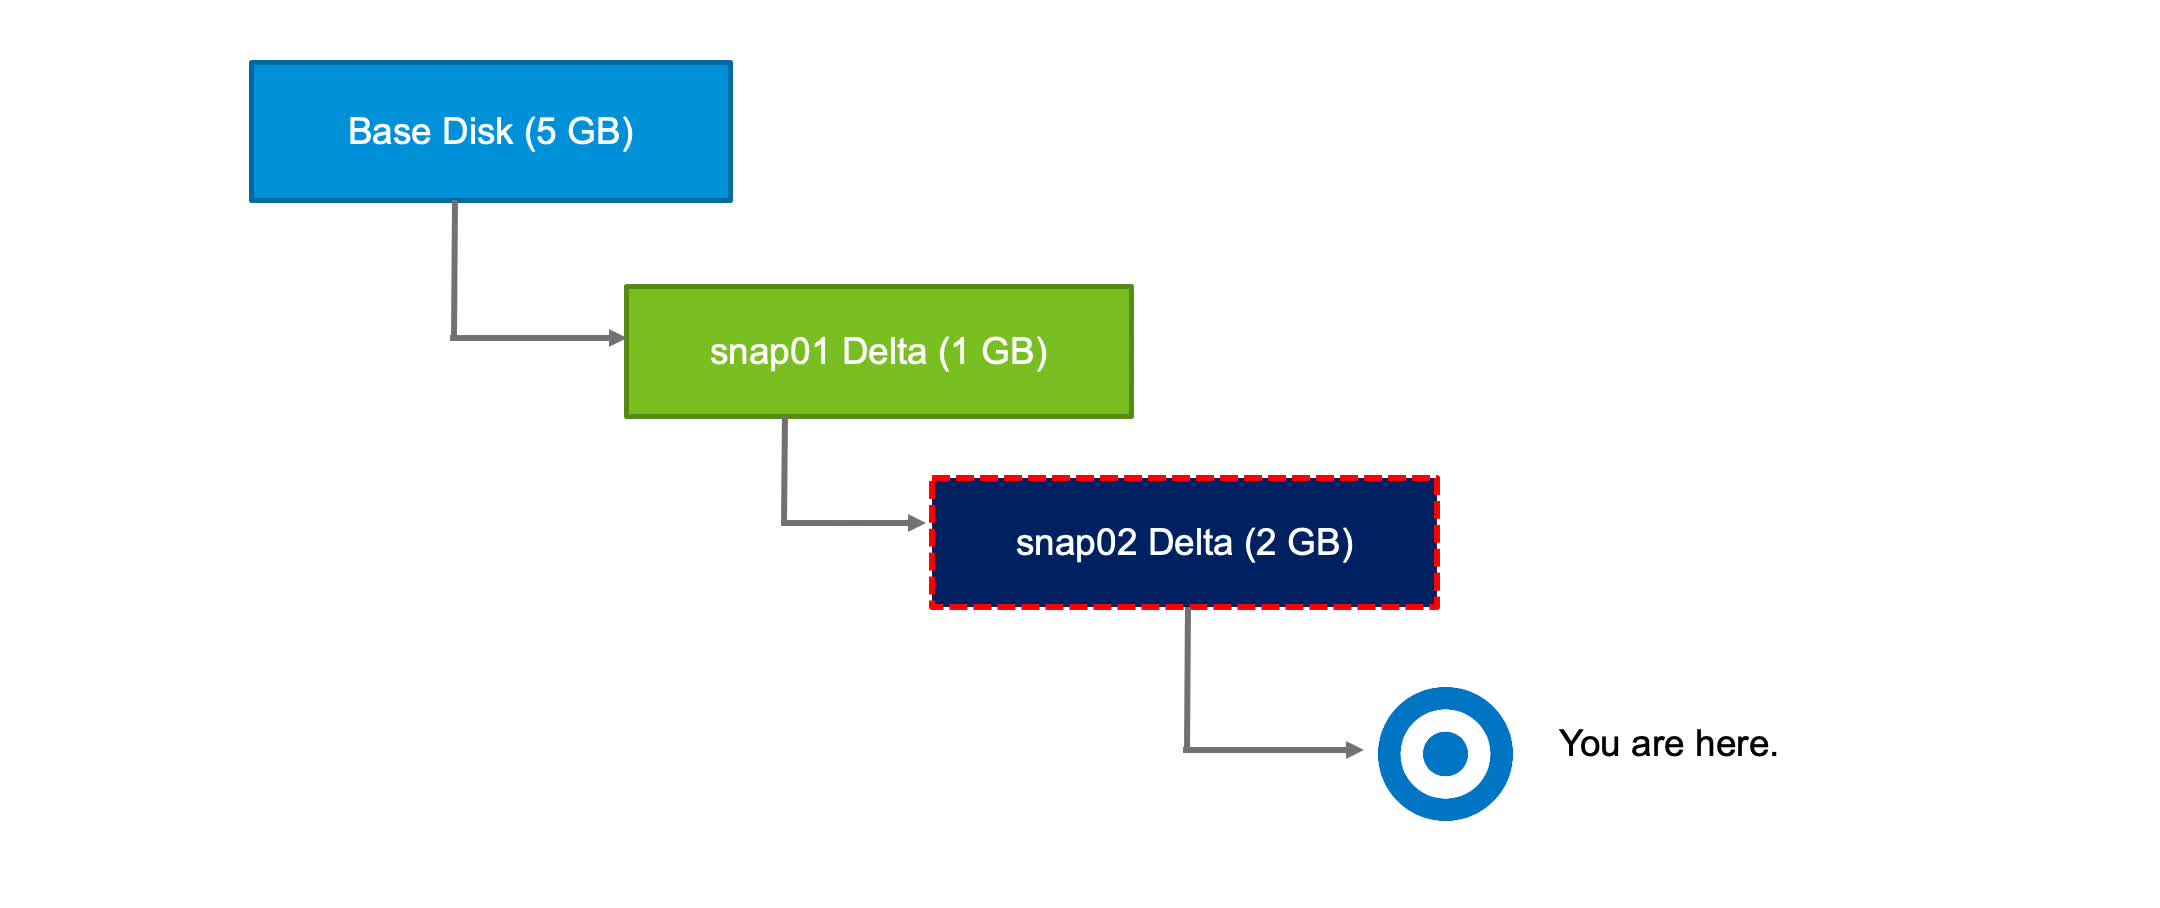 Base Disk (5 GB)
snap01 Delta (1 GB)
snap02 Delta (2 GB)
You are here.